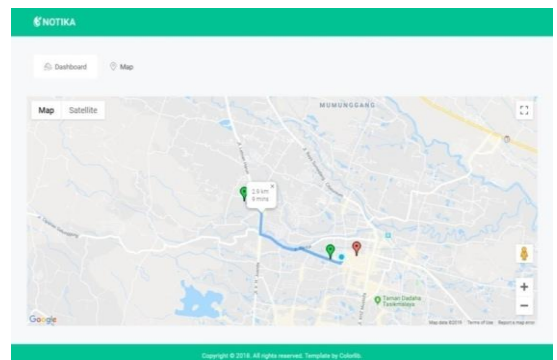 NOTIKA
Dashboard Map
Map Satellite
MUMUNGGANG
2.9 km
6 mins
Taman Dadaha
Tasikmalaya
Google
Map data ©2019 Terms of Use Report a map error
Copyright © 2018. All rights reserved. Template by Colorlib.